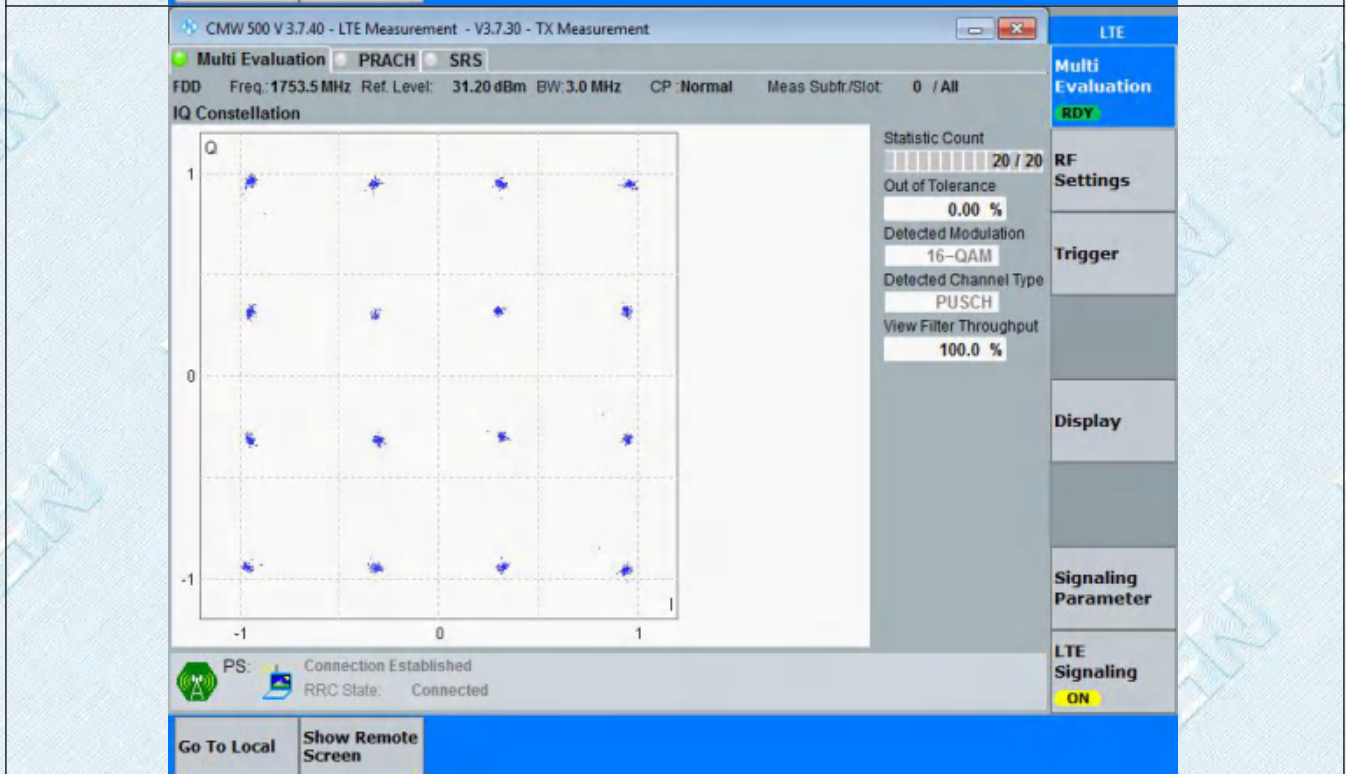 CMW 500 V 3.7.40 - LTE Measurement - V3.7.30 - TX Measurement
LTE
Multi Evaluation PRACH SRS
FDD Freq.: 1753.5 MHz Ref. Level: 31.20 dBm BW: 3.0 MHz CP : Normal Meas Subfr./Slot: 0 / All
IQ Constellation
Q
1
0
-1
I
-1 0 1
Statistic Count
20 / 20
Out of Tolerance
0.00 %
Detected Modulation
16-QAM
Detected Channel Type
PUSCH
View Filter Throughput
100.0 %
Multi
Evaluation
RDY
RF
Settings
Trigger
Display
Signaling
Parameter
LTE
Signaling
ON
PS: Connection Established
RRC State: Connected
Go To Local
Show Remote
Screen